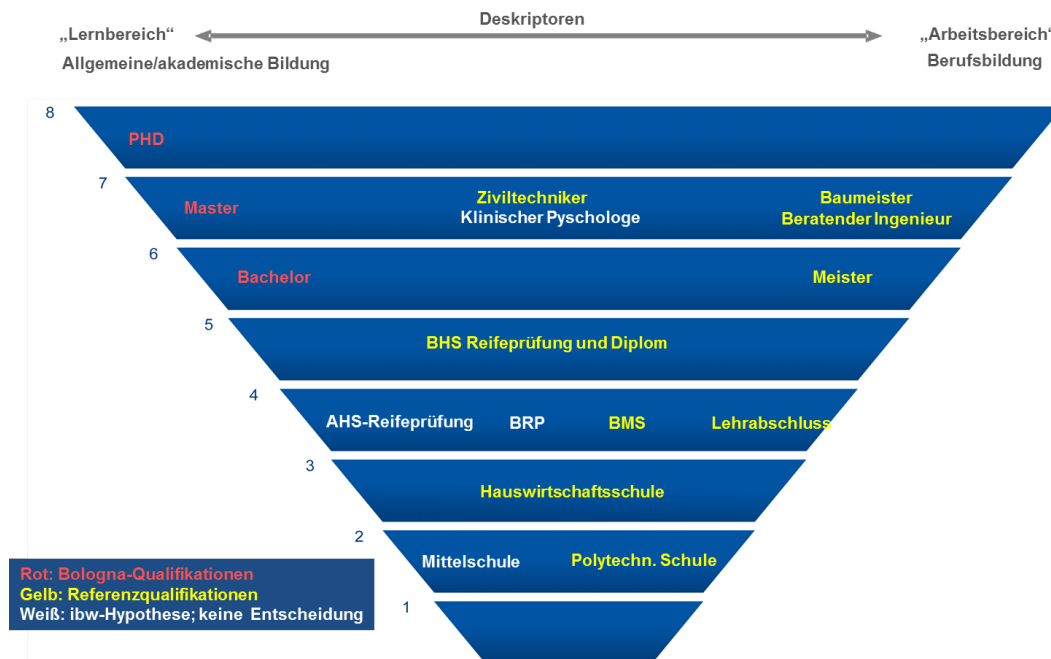 Deskriptoren
„Lernbereich“
„Arbeitsbereich“
Allgemeine/akademische Bildung
Berufsbildung
8
PHD
7
Master
Ziviltechniker
Klinischer Pyschologe
Baumeister
Beratender Ingenieur
6
Bachelor
Meister
5
BHS Reifeprüfung und Diplom
4
AHS-Reifeprüfung BRP BMS Lehrabschluss
3
Hauswirtschaftsschule
2
Mittelschule Polytechn. Schule
1
Rot: Bologna-Qualifikationen
Gelb: Referenzqualifikationen
Weiß: ibw-Hypothese; keine Entscheidung